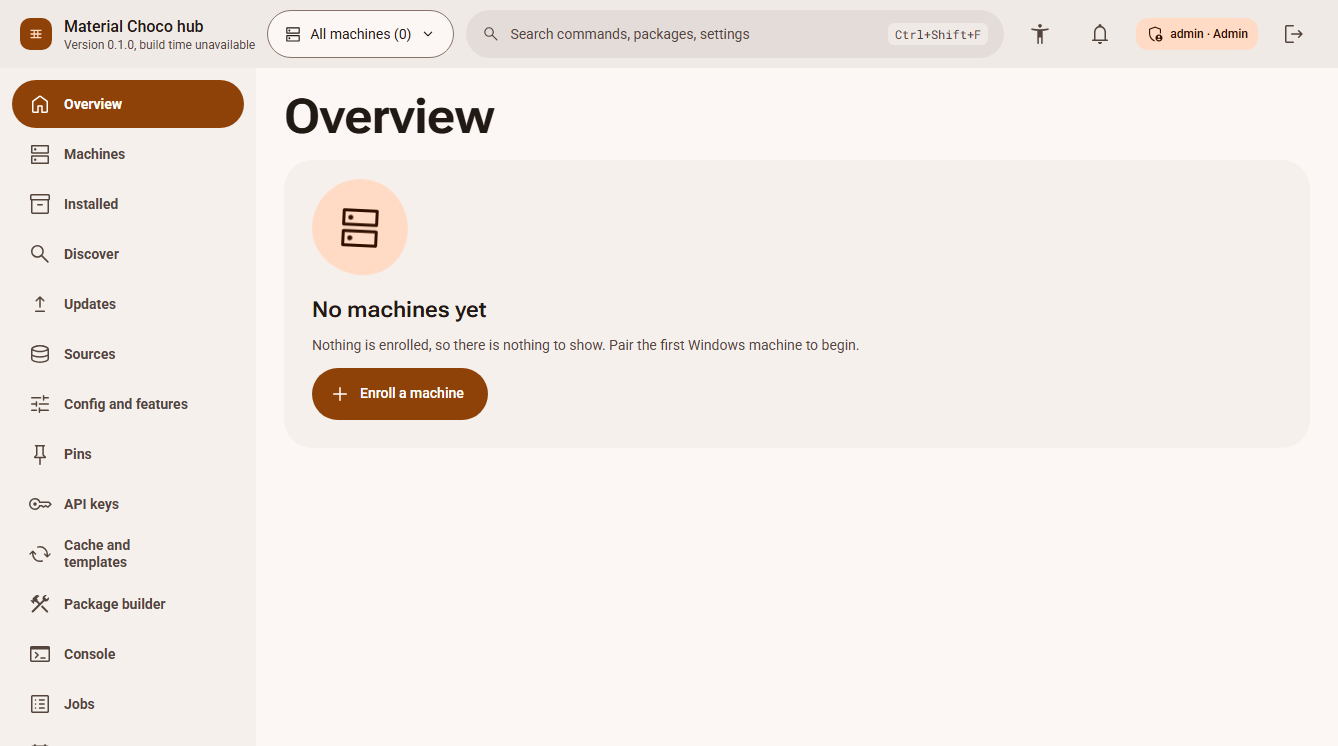 Material Choco hub
Version 0.1.0, build time unavailable
All machines (0)
Search commands, packages, settings
Ctrl+Shift+F
admin · Admin
Overview
Machines
Installed
Discover
Updates
Sources
Config and features
Pins
API keys
Cache and
templates
Package builder
Console
Jobs
Overview
No machines yet
Nothing is enrolled, so there is nothing to show. Pair the first Windows machine to begin.
Enroll a machine